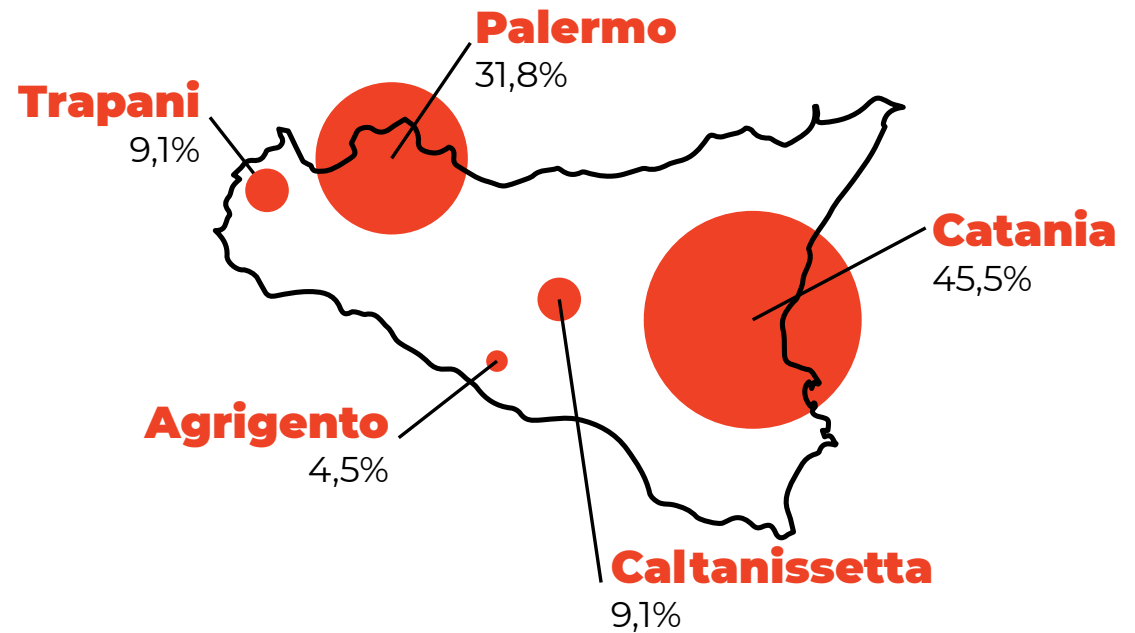 Palermo
31,8%
Trapani
9,1%
Catania
45,5%
Agrigento
4,5%
Caltanissetta
9,1%